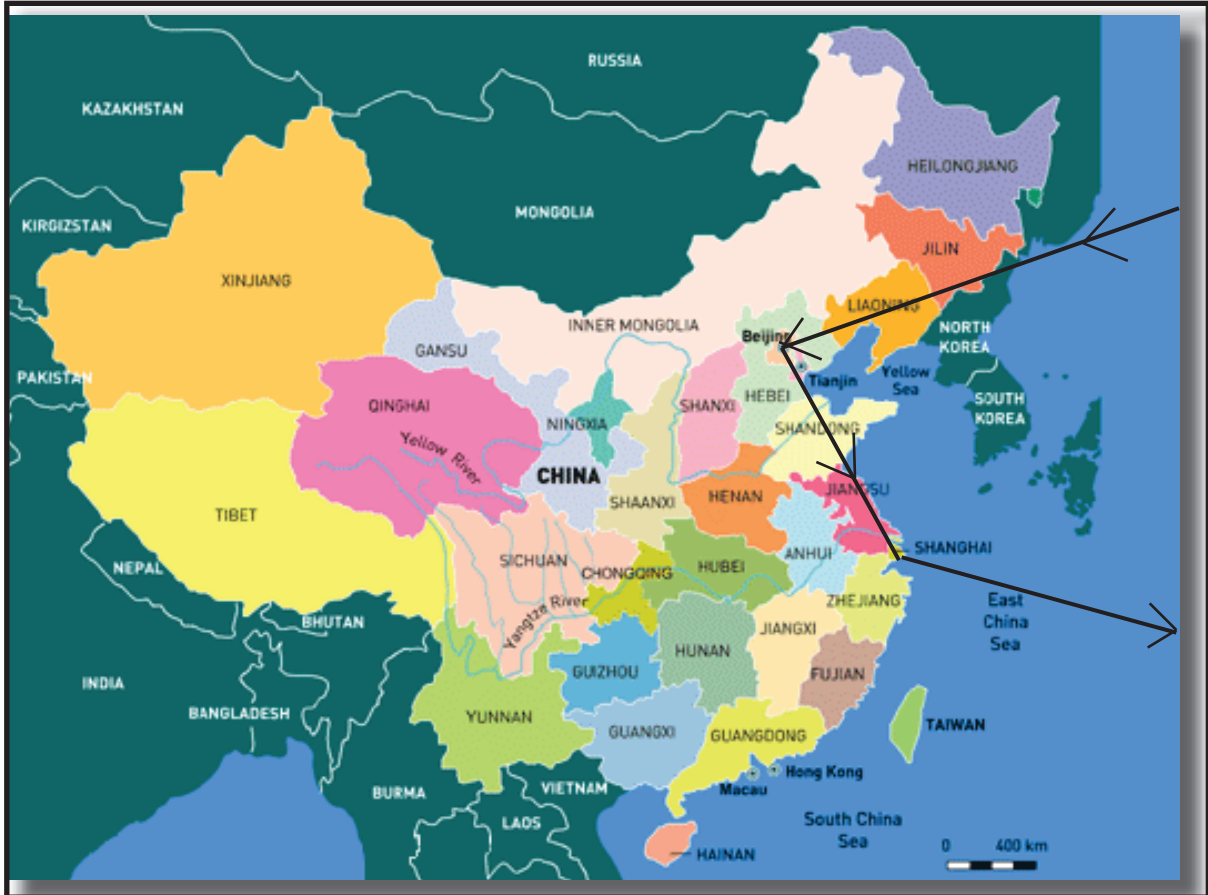 RUSSIA
KAZAKHSTAN
HEILONGJIANG
MONGOLIA
KIRGIZSTAN
JILIN
XINJIANG
LIAONING
INNER MONGOLIA
NORTH
KOREA
Beijing
GANSU
PAKISTAN
Tianjin
Yellow
Sea
HEBEI
SHANXI
QINGHAI
SOUTH
KOREA
NINGXIA
SHANDONG
Yellow River
CHINA
JIANGSU
HENAN
SHAANXI
TIBET
SHANGHAI
ANHUI
SICHUAN
HUBEI
CHONGQING
NEPAL
ZHEJIANG
East
China
Sea
Yangtze River
BHUTAN
JIANGXI
HUNAN
GUIZHOU
FUJIAN
INDIA
BANGLADESH
YUNNAN
TAIWAN
GUANGXI
GUANGDONG
Hong Kong
Macau
VIETNAM
BURMA
LAOS
South China
Sea
0 400 km
HAINAN